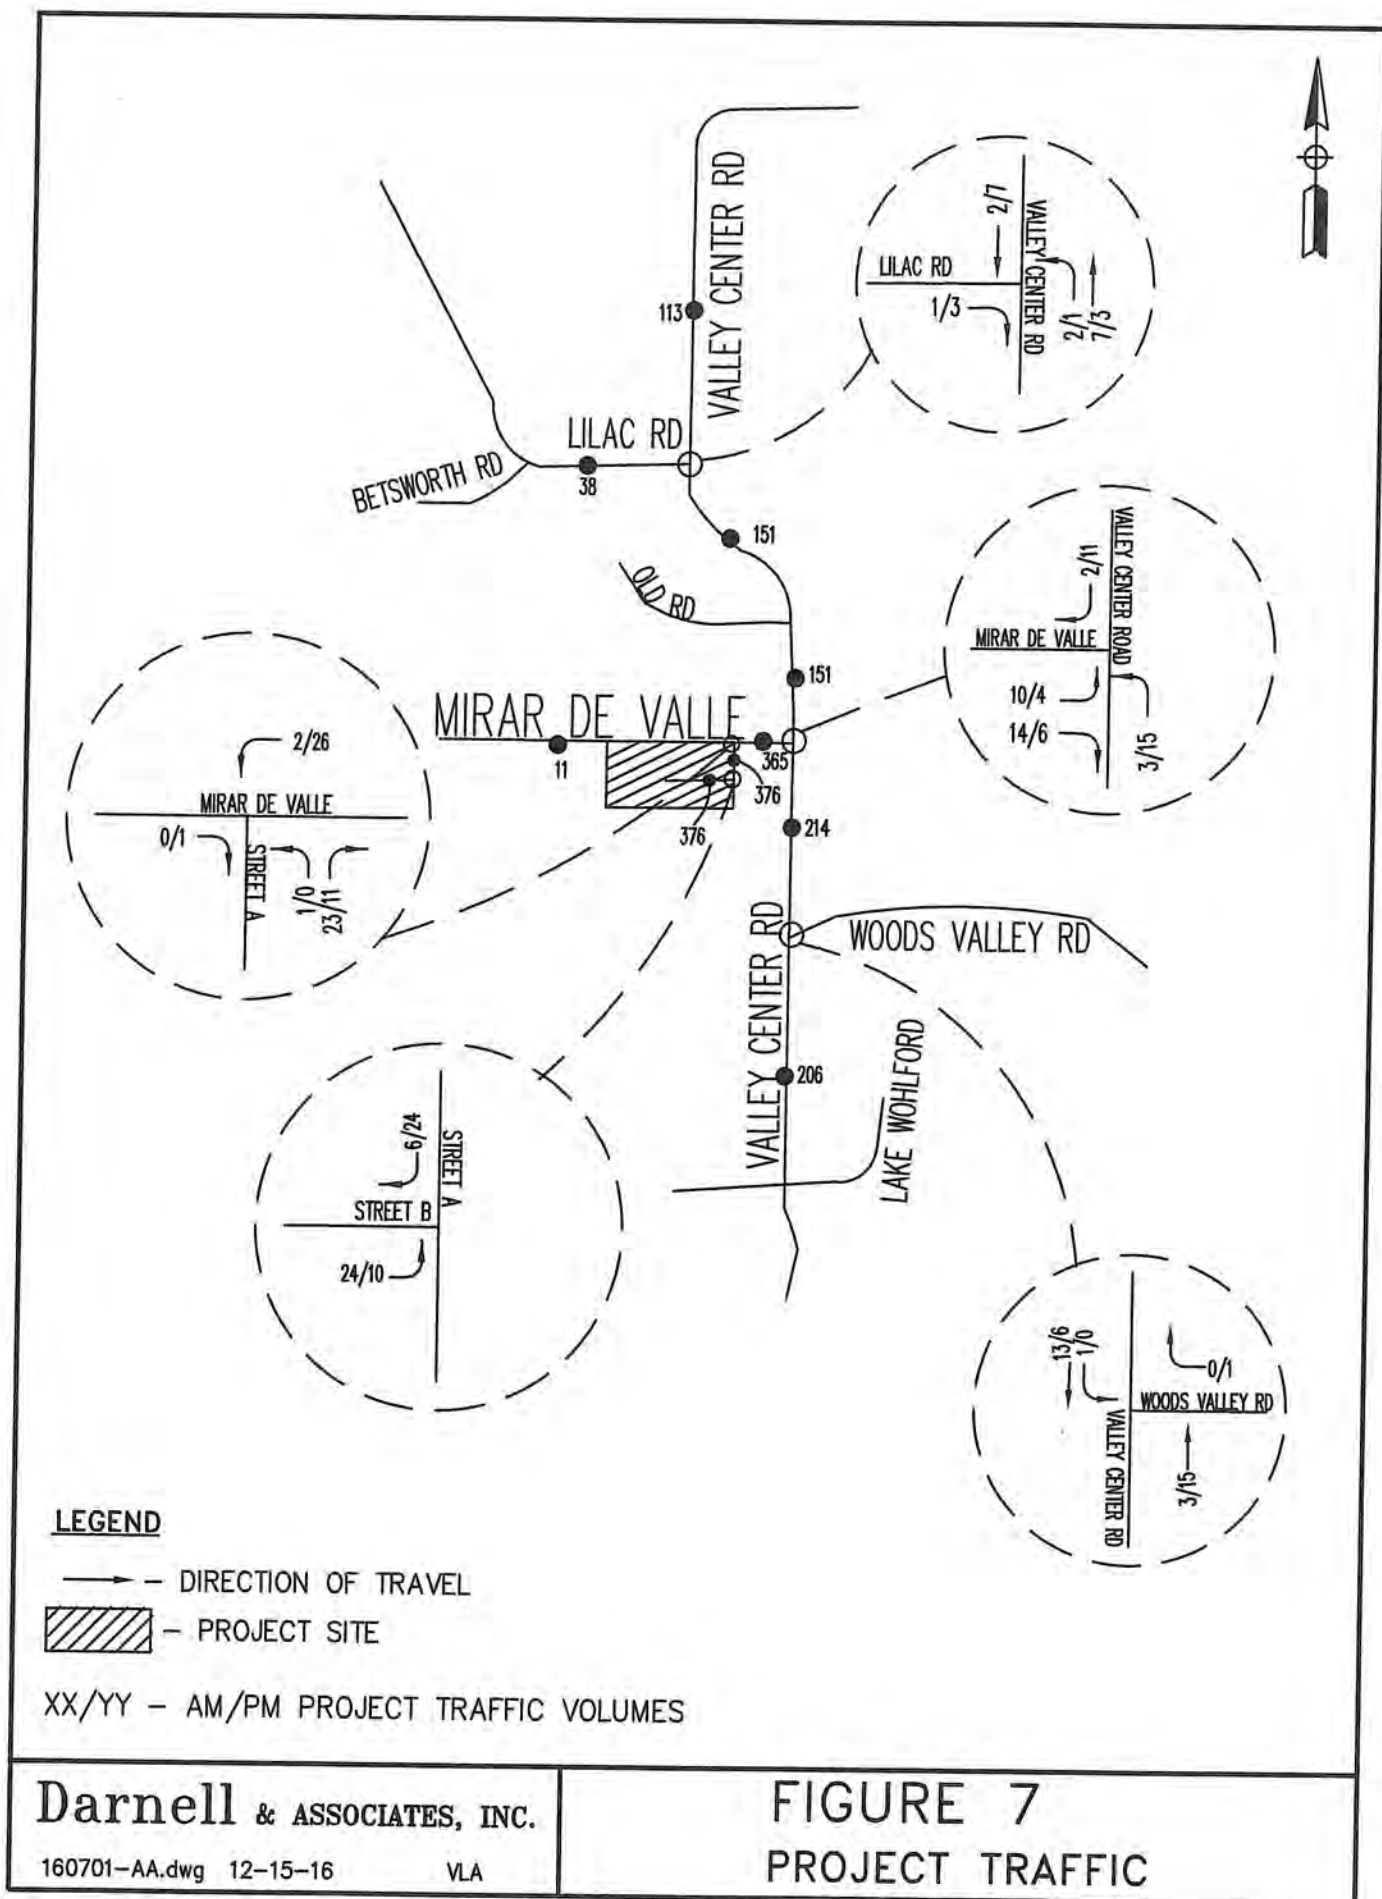 VALLEY CENTER RD
113
LILAC RD
BETSWORTH RD
38
151
OLD RD
151
MIRAR DE VALLE
11
365
376
376
214
VALLEY CENTER RD
WOODS VALLEY RD
206
LAKE WOHLFORD
2/7
VALLEY CENTER RD
LILAC RD
1/3
2/1
7/3
2/11
VALLEY CENTER ROAD
MIRAR DE VALLE
10/4
14/6
3/15
2/26
MIRAR DE VALLE
0/1
STREET A
1/0
23/11
6/24
STREET A
STREET B
24/10
13/6
1/0
0/1
WOODS VALLEY RD
VALLEY CENTER RD
3/15
LEGEND
– DIRECTION OF TRAVEL
– PROJECT SITE
XX/YY – AM/PM PROJECT TRAFFIC VOLUMES
Darnell & ASSOCIATES, INC.
160701-AA.dwg 12-15-16 VLA
FIGURE 7
PROJECT TRAFFIC